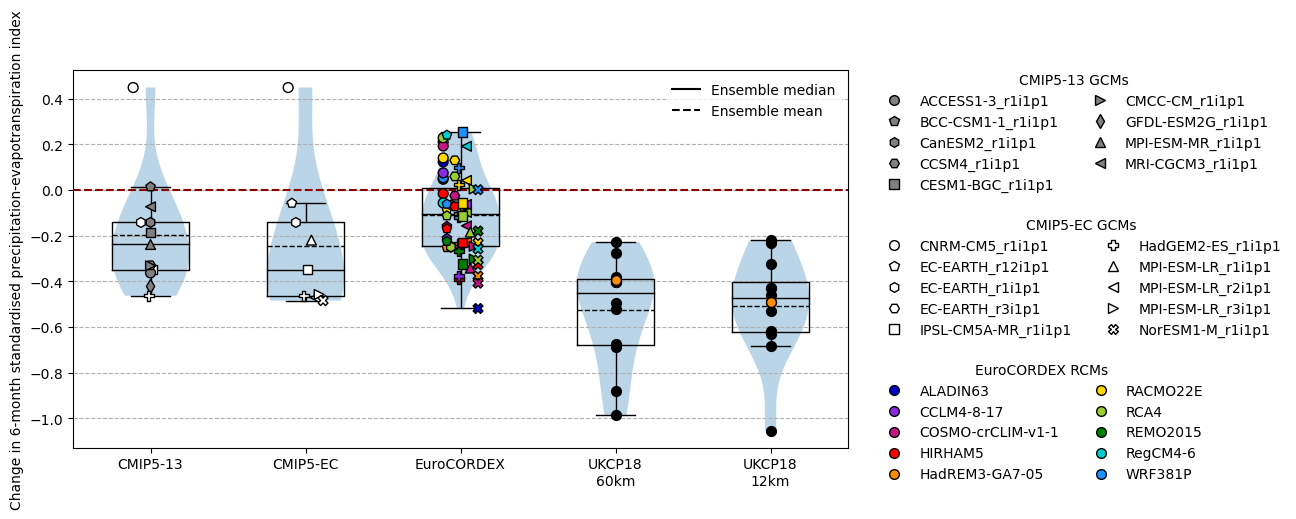 Change in 6-month standardised precipitation-evapotranspiration index
0.4
0.2
0.0
−0.2
−0.4
−0.6
−0.8
−1.0
Ensemble median
Ensemble mean
CMIP5-13
CMIP5-EC
EuroCORDEX
UKCP18
60km
UKCP18
12km
CMIP5-13 GCMs
ACCESS1-3_r1i1p1
BCC-CSM1-1_r1i1p1
CanESM2_r1i1p1
CCSM4_r1i1p1
CESM1-BGC_r1i1p1
CMCC-CM_r1i1p1
GFDL-ESM2G_r1i1p1
MPI-ESM-MR_r1i1p1
MRI-CGCM3_r1i1p1
CMIP5-EC GCMs
CNRM-CM5_r1i1p1
EC-EARTH_r12i1p1
EC-EARTH_r1i1p1
EC-EARTH_r3i1p1
IPSL-CM5A-MR_r1i1p1
HadGEM2-ES_r1i1p1
MPI-ESM-LR_r1i1p1
MPI-ESM-LR_r2i1p1
MPI-ESM-LR_r3i1p1
NorESM1-M_r1i1p1
EuroCORDEX RCMs
ALADIN63
CCLM4-8-17
COSMO-crCLIM-v1-1
HIRHAM5
HadREM3-GA7-05
RACMO22E
RCA4
REMO2015
RegCM4-6
WRF381P